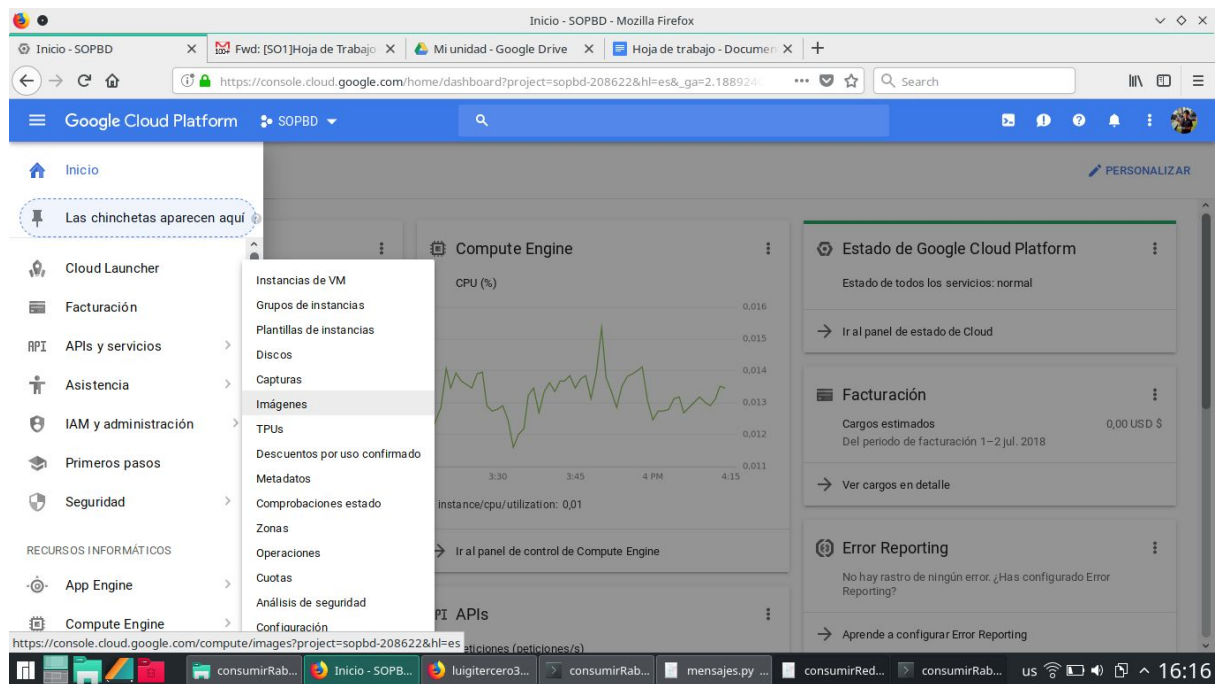 Inicio - SOPBD - Mozilla Firefox
Inicio - SOPBD
Fwd: [SO1]Hoja de Trabajo
Mi unidad - Google Drive
Hoja de trabajo - Documen
https://console.cloud.google.com/home/dashboard?project=sopbd-208622&hl=es&_ga=2.188924
Search
Google Cloud Platform
SOPBD
Inicio
PERSONALIZAR
Las chinchetas aparecen aquí
Cloud Launcher
Facturación
API
APIs y servicios
Asistencia
IAM y administración
Primeros pasos
Seguridad
RECURSOS INFORMÁTICOS
App Engine
Compute Engine
Instancias de VM
Grupos de instancias
Plantillas de instancias
Discos
Capturas
Imágenes
TPUs
Descuentos por uso confirmado
Metadatos
Comprobaciones estado
Zonas
Operaciones
Cuotas
Análisis de seguridad
Configuración
Compute Engine
CPU (%)
0,016
0,015
0,014
0,013
0,012
0,011
3:30
3:45
4 PM
4:15
instance/cpu/utilization: 0,01
Ir al panel de control de Compute Engine
APIs
Estado de Google Cloud Platform
Estado de todos los servicios: normal
Ir al panel de estado de Cloud
Facturación
Cargos estimados
0,00 USD $
Del periodo de facturación 1–2 jul. 2018
Ver cargos en detalle
Error Reporting
No hay rastro de ningún error. ¿Has configurado Error
Reporting?
Aprende a configurar Error Reporting
https://console.cloud.google.com/compute/images?project=sopbd-208622&hl=es
consumirRab...
Inicio - SOPB...
luigitercero3...
consumirRab...
mensajes.py ...
consumirRed...
consumirRab...
us
16:16